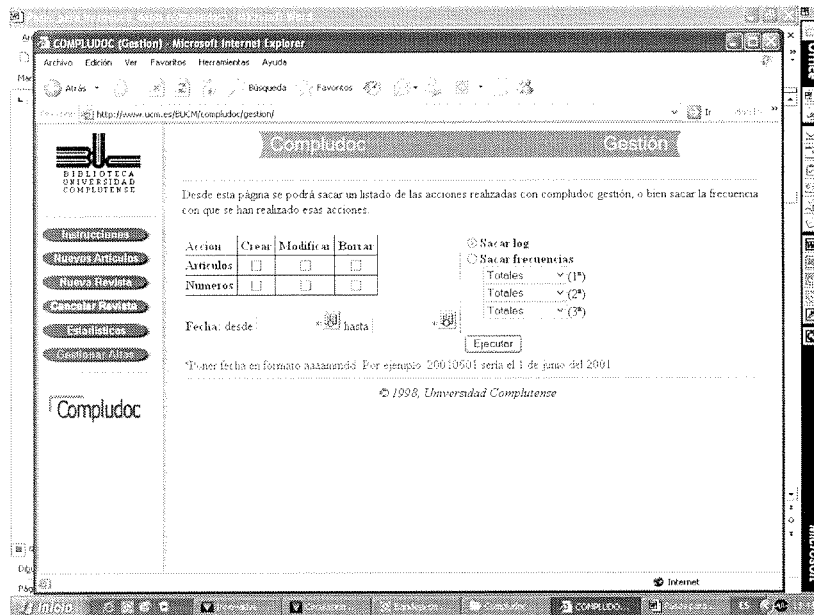 COMPLUDOC (Gestion) - Microsoft Internet Explorer
Archivo Edición Ver Favoritos Herramientas Ayuda
Atrás Búsqueda Favoritos
http://www.ucm.es/BUCM/compludoc/gestion/ Ir
BIBLIOTECA
UNIVERSIDAD
COMPLUTENSE
Compludoc Gestión
Desde esta página se podrá sacar un listado de las acciones realizadas con compludoc gestión, o bien sacar la frecuencia
con que se han realizado esas acciones.
Instrucciones
Nuevos Artículos
Nueva Revista
Cancelar Revista
Estadísticas
Gestionar Altas
Compludoc
Accion Crear Modificar Borrar
Articulos
Numeros
Sacar log
Sacar frecuencias
Totales (1ª)
Totales (2ª)
Totales (3ª)
Fecha: desde * hasta *
Ejecutar
*Poner fecha en formato aaaammdd. Por ejemplo 20010601 seria el 1 de junio del 2001
© 1998, Universidad Complutense
Internet
Inicio COMPLUDO... ES